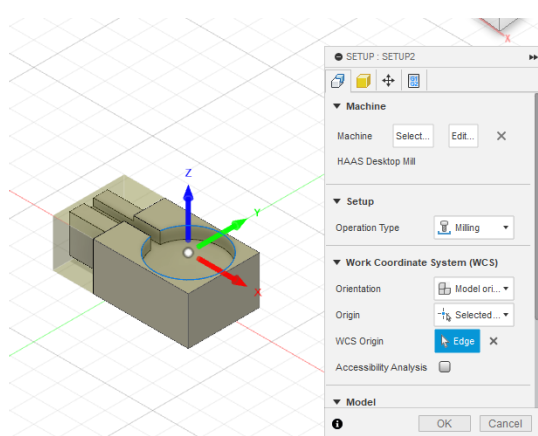 X
SETUP : SETUP2
Machine
Machine Select... Edit...
HAAS Desktop Mill
Setup
Operation Type Milling
Z
Y
X
Work Coordinate System (WCS)
Orientation Model ori...
Origin Selected...
WCS Origin Edge
Accessibility Analysis
Model
OK Cancel